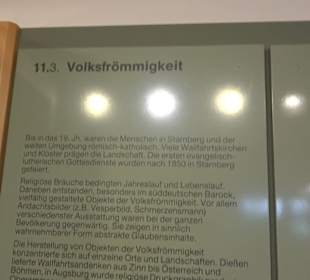 11.3. Volksfrömmigkeit
Bis in das 19. Jh. waren die Menschen in Starnberg und der
weiten Umgebung römisch-katholisch. Viele Wallfahrtskirchen
und Klöster prägen die Landschaft. Die ersten evangelisch-
lutherischen Gottesdienste wurden nach 1850 in Starnberg
gefeiert.
Religiöse Bräuche bedingten Jahreslauf und Lebenslauf.
Daneben entstanden, besonders im süddeutschen Barock,
vielfältig gestaltete Objekte der Volksfrömmigkeit. Vor allem
Andachtsbilder (z.B. Vesperbild, Schmerzensmann)
verschiedenster Ausstattung waren bei der ganzen
Bevölkerung gegenwärtig. Sie zeigen in sinnlich
wahrnehmbarer Form abstrakte Glaubensinhalte.
Die Herstellung von Objekten der Volksfrömmigkeit
konzentrierte sich auf einzelne Orte und Landschaften. Dießen
lieferte Wallfahrtsandenken aus Zinn bis Österreich und
Böhmen, in Augsburg wurde religiöse